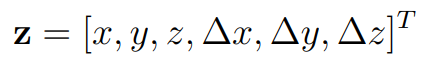 z = [x, y, z, Δx, Δy, Δz]^T